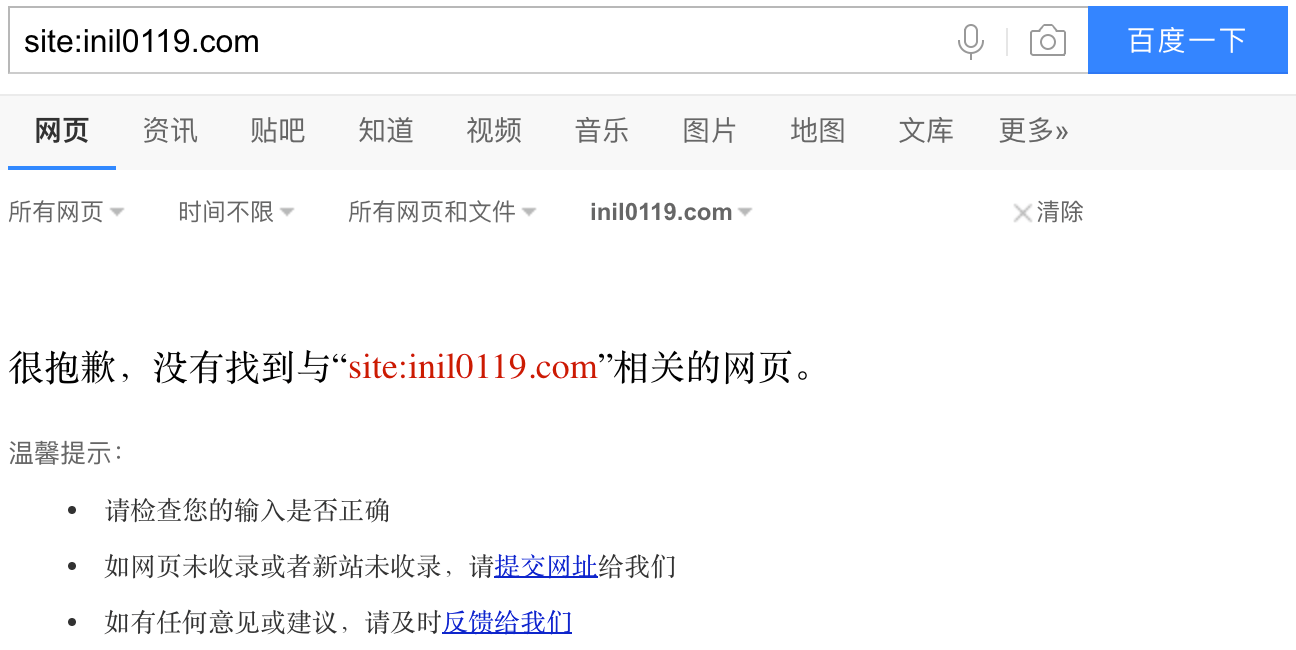 site:inil0119.com
百度一下
网页 资讯 贴吧 知道 视频 音乐 图片 地图 文库 更多»
所有网页 时间不限 所有网页和文件 inil0119.com 清除
很抱歉，没有找到与“site:inil0119.com”相关的网页。
温馨提示：
• 请检查您的输入是否正确
• 如网页未收录或者新站未收录，请提交网址给我们
• 如有任何意见或建议，请及时反馈给我们